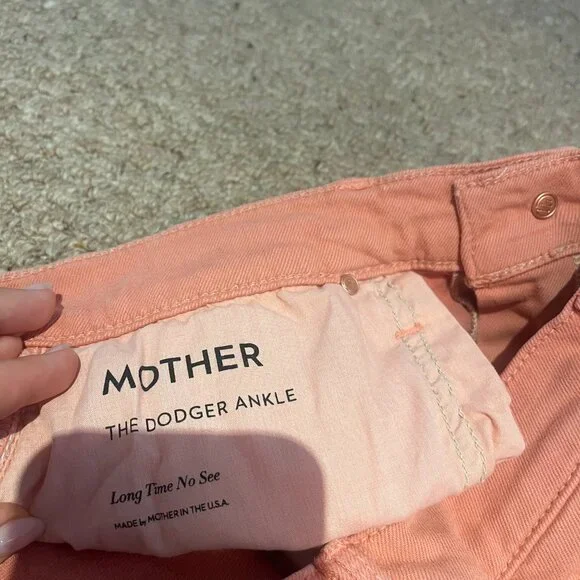 MOTHER
THE DODGER ANKLE
Long Time No See
MADE by MOTHER IN THE U.S.A.